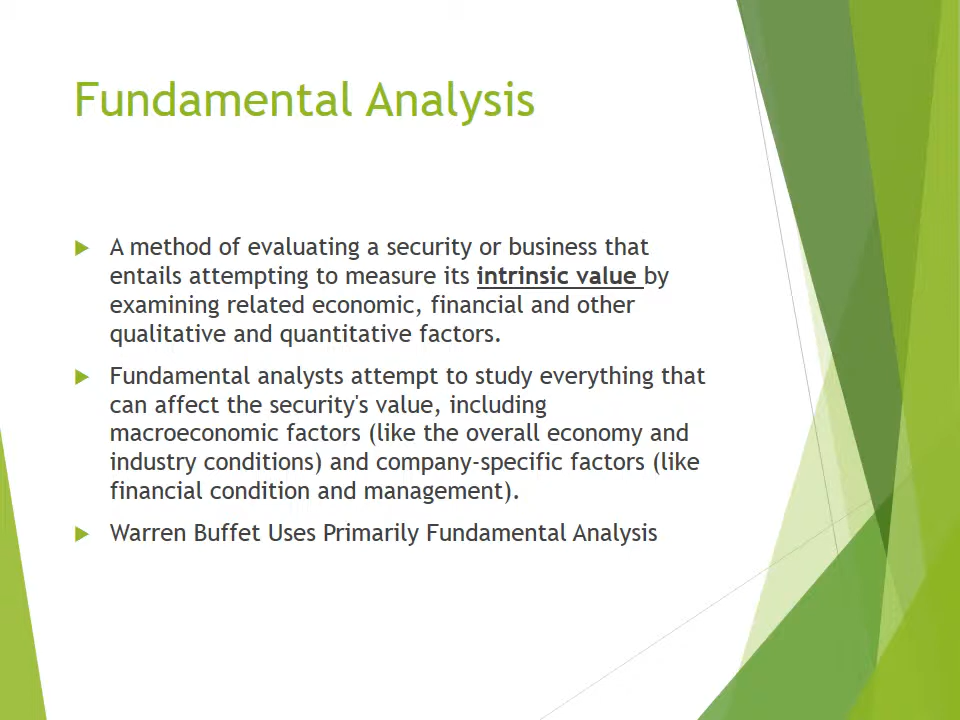 Fundamental Analysis
A method of evaluating a security or business that
entails attempting to measure its intrinsic value by
examining related economic, financial and other
qualitative and quantitative factors.
Fundamental analysts attempt to study everything that
can affect the security's value, including
macroeconomic factors (like the overall economy and
industry conditions) and company-specific factors (like
financial condition and management).
Warren Buffet Uses Primarily Fundamental Analysis